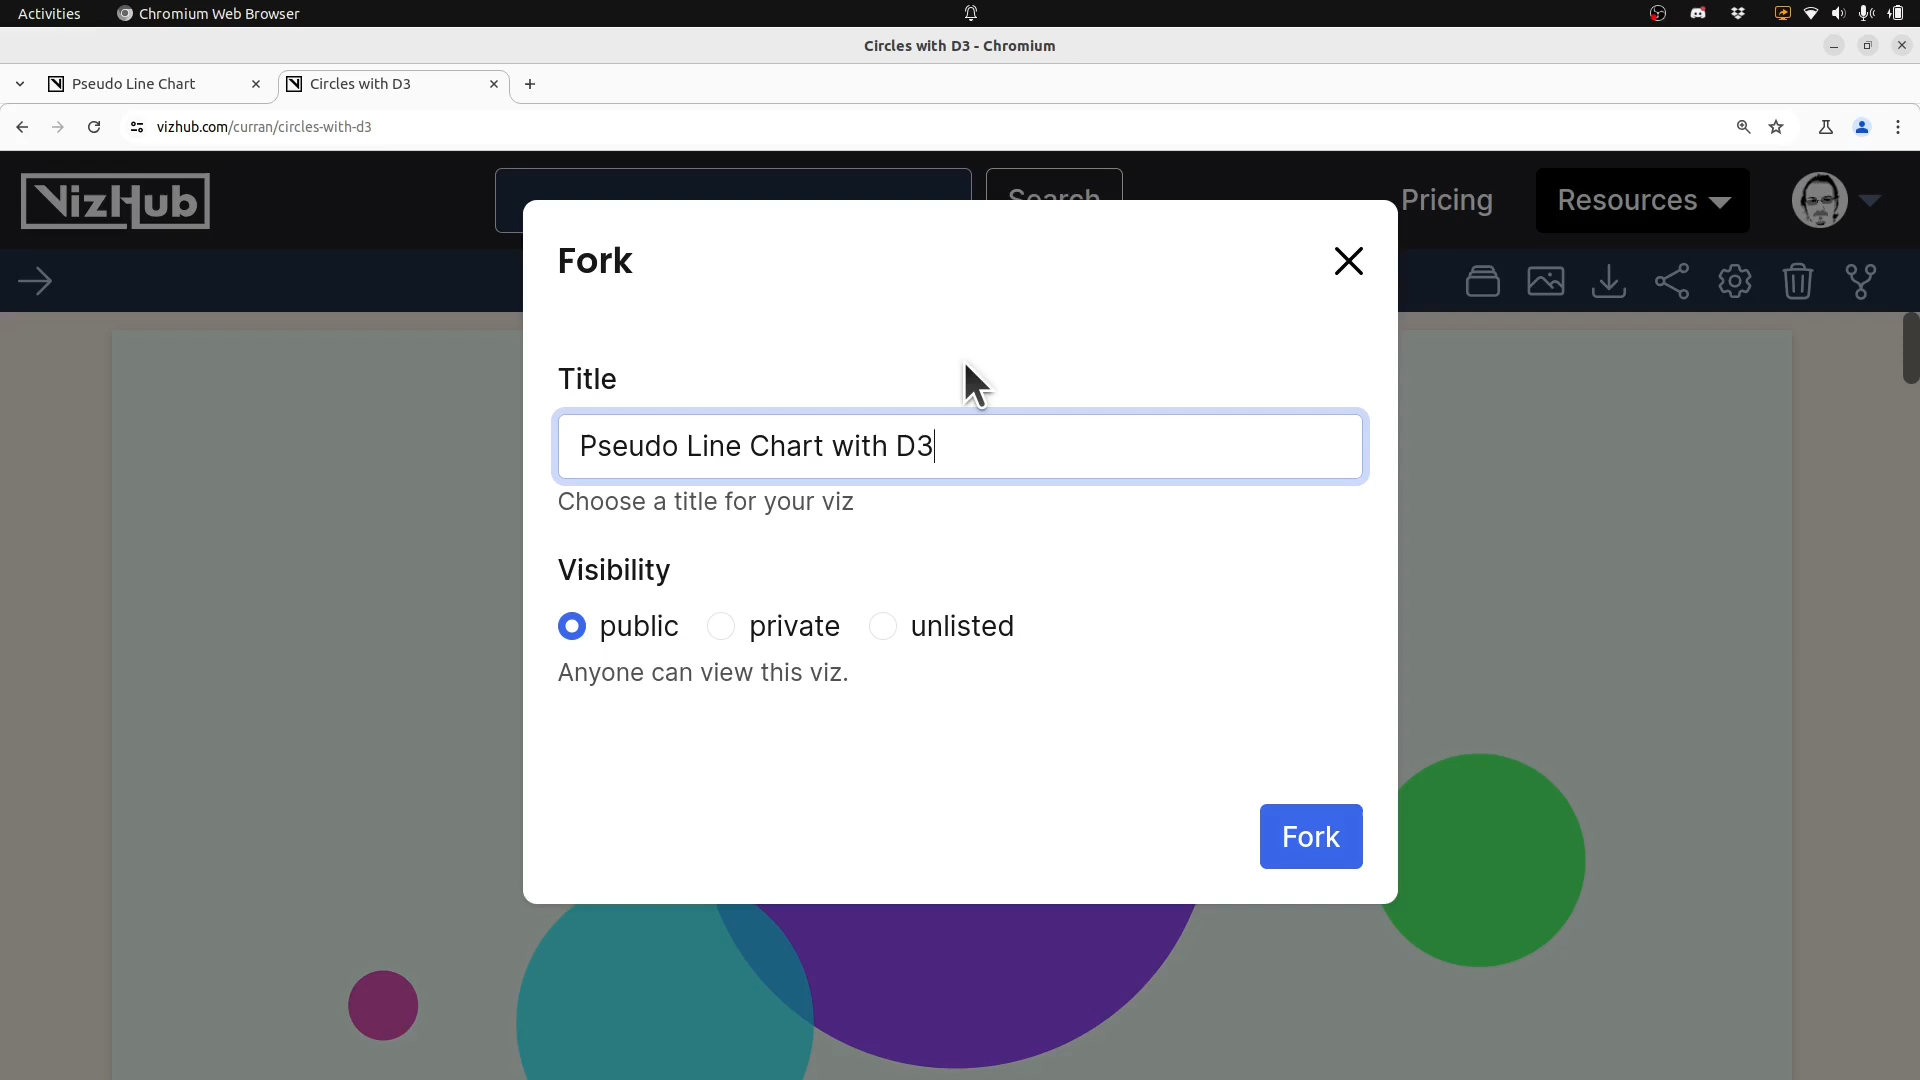 Activities
Chromium Web Browser
Circles with D3 - Chromium
Pseudo Line Chart
Circles with D3
vizhub.com/curran/circles-with-d3
VizHub
Search
Pricing
Resources
Fork
Title
Pseudo Line Chart with D3
Choose a title for your viz
Visibility
public private unlisted
Anyone can view this viz.
Fork